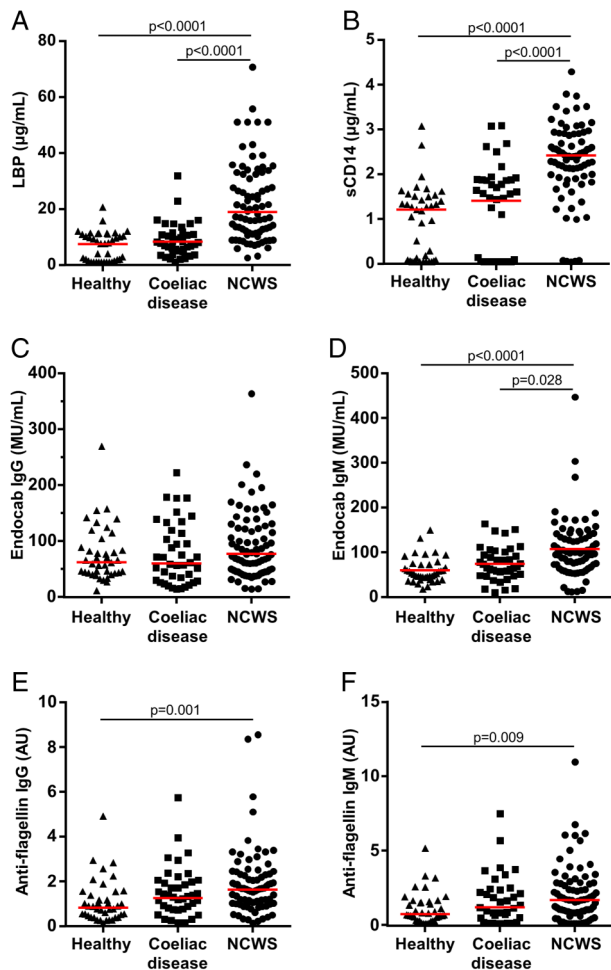 A
p<0.0001
p<0.0001
LBP (µg/mL)
80
60
40
20
0
Healthy
Coeliac
disease
NCWS
B
p<0.0001
p<0.0001
sCD14 (µg/mL)
5
4
3
2
1
0
Healthy
Coeliac
disease
NCWS
C
Endocab IgG (MU/mL)
400
300
200
100
50
0
Healthy
Coeliac
disease
NCWS
D
p<0.0001
p=0.028
Endocab IgM (MU/mL)
500
400
300
200
100
0
Healthy
Coeliac
disease
NCWS
E
p=0.001
Anti-flagellin IgG (AU)
10
8
6
4
2
0
Healthy
Coeliac
disease
NCWS
F
p=0.009
Anti-flagellin IgM (AU)
15
10
5
0
Healthy
Coeliac
disease
NCWS